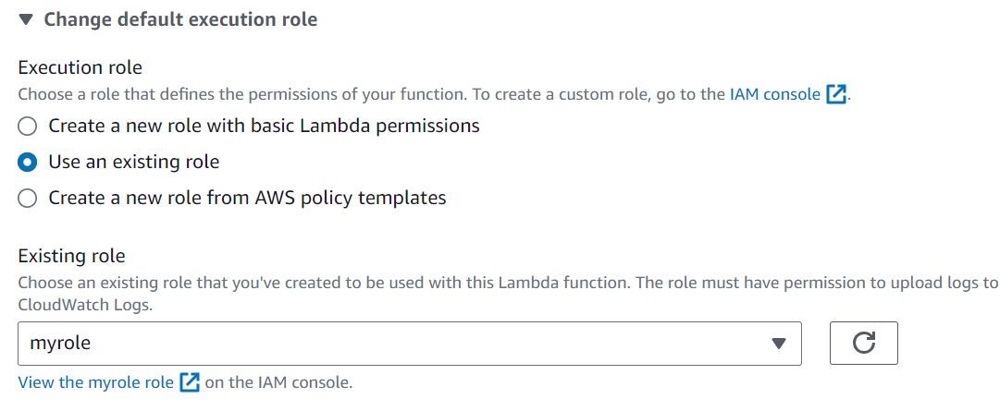 Change default execution role
Execution role
Choose a role that defines the permissions of your function. To create a custom role, go to the IAM console.
Create a new role with basic Lambda permissions
Use an existing role
Create a new role from AWS policy templates
Existing role
Choose an existing role that you've created to be used with this Lambda function. The role must have permission to upload logs to
CloudWatch Logs.
myrole
View the myrole role on the IAM console.